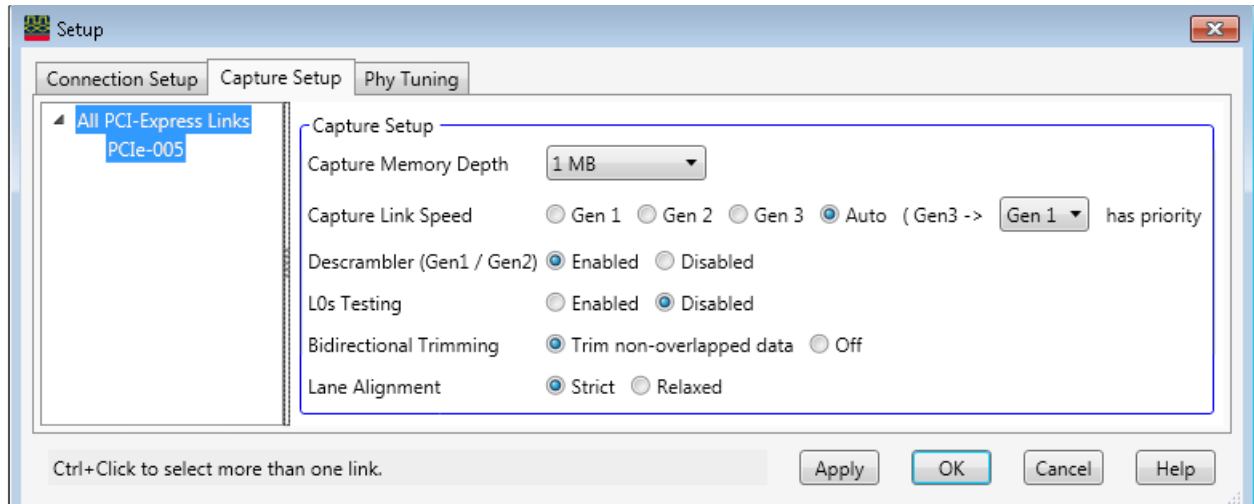 Setup
Connection Setup Capture Setup Phy Tuning
All PCI-Express Links
PCIe-005
Capture Setup
Capture Memory Depth 1 MB
Capture Link Speed Gen 1 Gen 2 Gen 3 Auto ( Gen3 -> Gen 1 has priority
Descrambler (Gen1 / Gen2) Enabled Disabled
L0s Testing Enabled Disabled
Bidirectional Trimming Trim non-overlapped data Off
Lane Alignment Strict Relaxed
Ctrl+Click to select more than one link. Apply OK Cancel Help